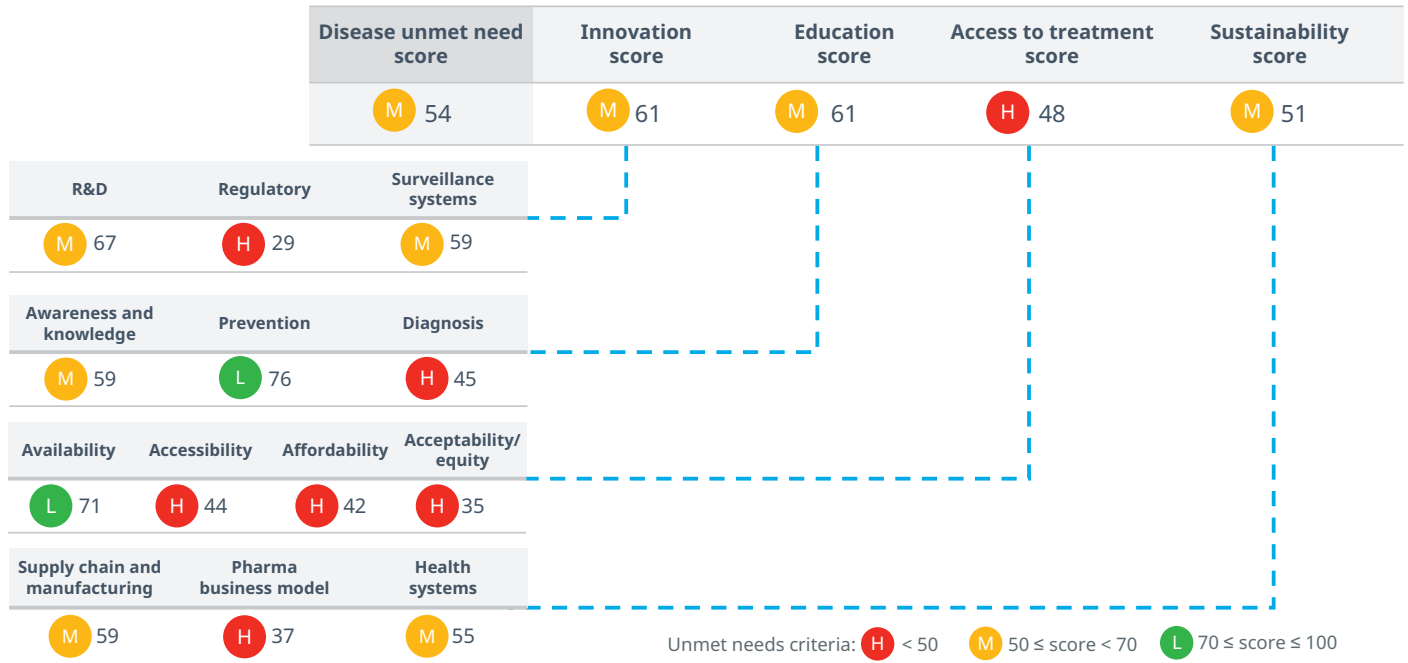 Disease unmet need score
Innovation score
Education score
Access to treatment score
Sustainability score
M 54
M 61
M 61
H 48
M 51
R&D
Regulatory
Surveillance systems
M 67
H 29
M 59
Awareness and knowledge
Prevention
Diagnosis
M 59
L 76
H 45
Availability
Accessibility
Affordability
Acceptability/ equity
L 71
H 44
H 42
H 35
Supply chain and manufacturing
Pharma business model
Health systems
M 59
H 37
M 55
Unmet needs criteria: H < 50 M 50 ≤ score < 70 L 70 ≤ score ≤ 100